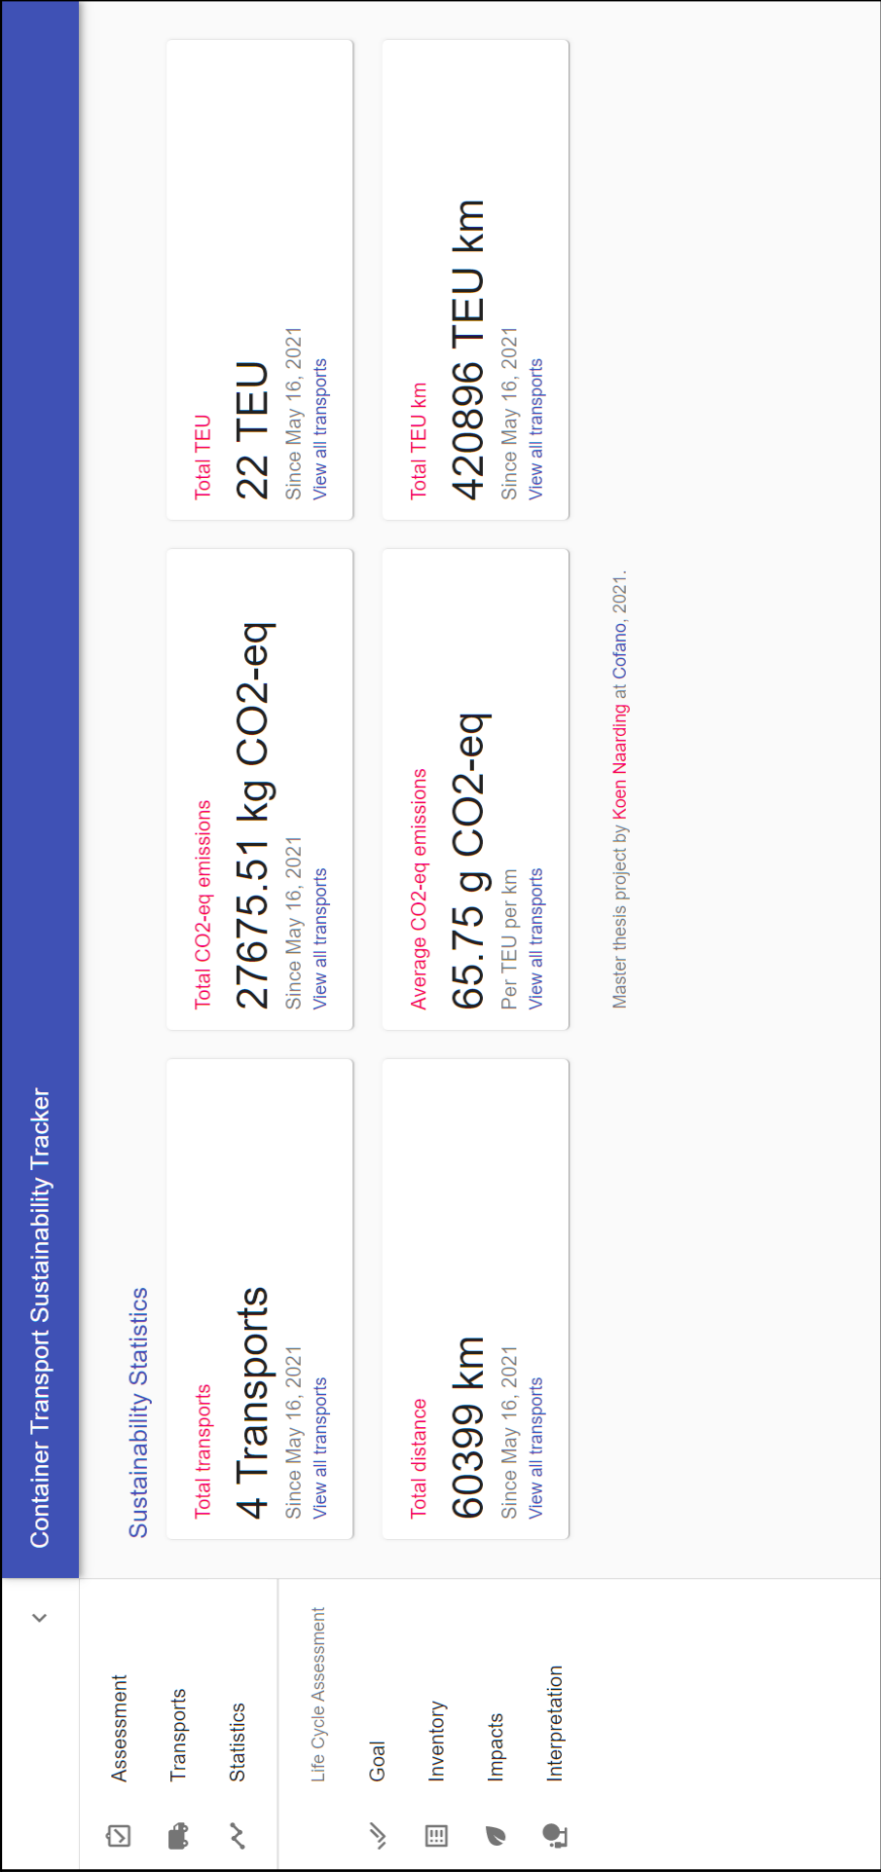 Container Transport Sustainability Tracker
Assessment
Transports
Statistics
Life Cycle Assessment
Goal
Inventory
Impacts
Interpretation
Sustainability Statistics
Total transports
4 Transports
Since May 16, 2021
View all transports
Total CO2-eq emissions
27675.51 kg CO2-eq
Since May 16, 2021
View all transports
Total TEU
22 TEU
Since May 16, 2021
View all transports
Total distance
60399 km
Since May 16, 2021
View all transports
Average CO2-eq emissions
65.75 g CO2-eq
Per TEU per km
View all transports
Total TEU km
420896 TEU km
Since May 16, 2021
View all transports
Master thesis project by Koen Naarding at Cofano, 2021.